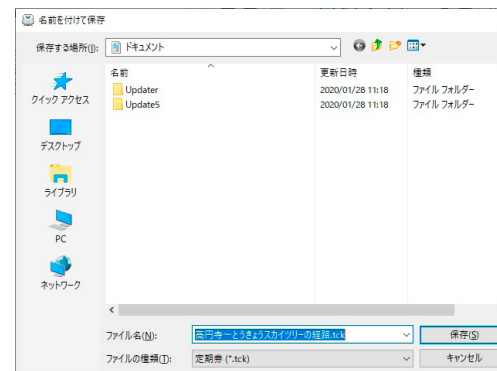 名前を付けて保存
保存する場所(I):
ドキュメント
名前
更新日時
種類
Updater
2020/01/28 11:18
ファイル フォルダー
Update5
2020/01/28 11:18
ファイル フォルダー
クイック アクセス
デスクトップ
ライブラリ
PC
ネットワーク
ファイル名(N):
高円寺～とうきょうスカイツリーの経路.tck
保存(S)
ファイルの種類(T):
定期券 (*.tck)
キャンセル